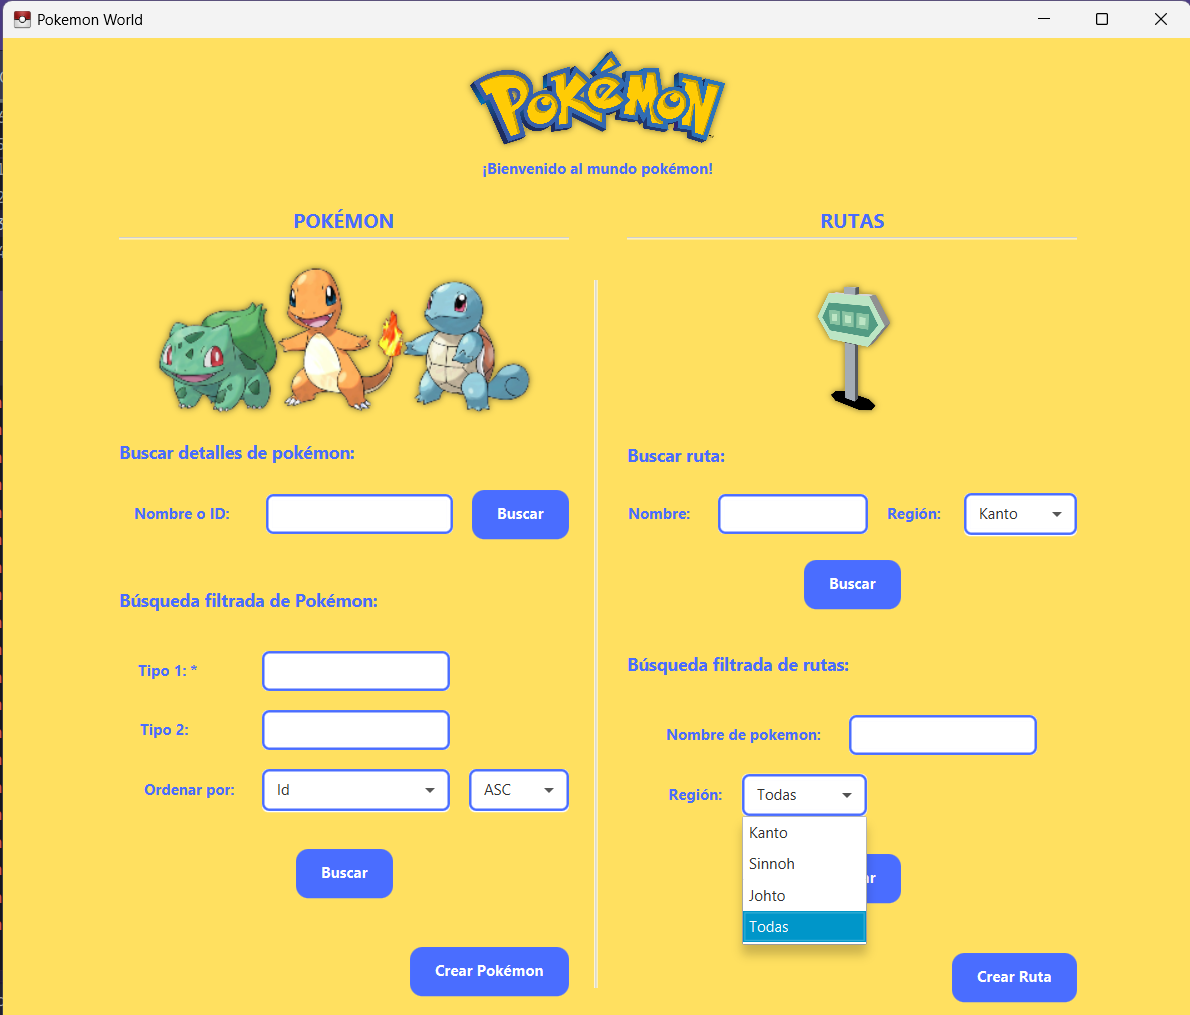 Pokemon World
POKÉMON
¡Bienvenido al mundo pokémon!
POKÉMON
Buscar detalles de pokémon:
Nombre o ID:
Buscar
Búsqueda filtrada de Pokémon:
Tipo 1: *
Tipo 2:
Ordenar por: Id ASC
Buscar
Crear Pokémon
RUTAS
Buscar ruta:
Nombre: Región: Kanto
Buscar
Búsqueda filtrada de rutas:
Nombre de pokemon:
Región: Todas
Kanto
Sinnoh
Johto
Todas
Crear Ruta